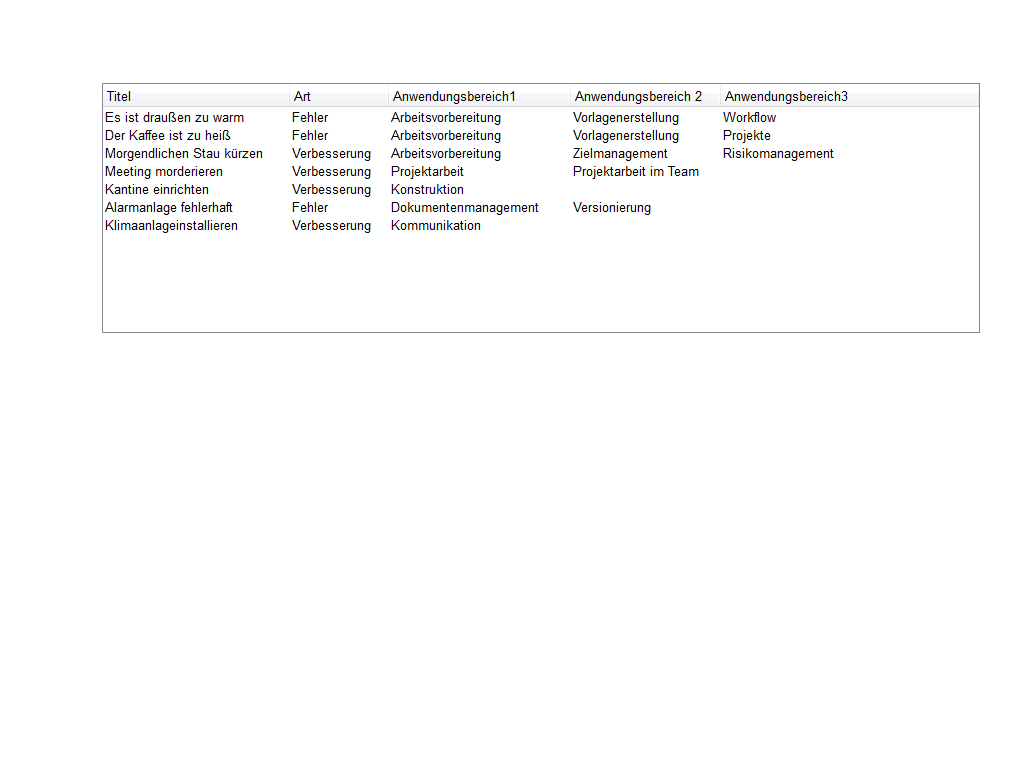 Titel Art Anwendungsbereich1 Anwendungsbereich 2 Anwendungsbereich3
Es ist draußen zu warm Fehler Arbeitsvorbereitung Vorlagenerstellung Workflow
Der Kaffee ist zu heiß Fehler Arbeitsvorbereitung Vorlagenerstellung Projekte
Morgendlichen Stau kürzen Verbesserung Arbeitsvorbereitung Zielmanagement Risikomanagement
Meeting morderieren Verbesserung Projektarbeit Projektarbeit im Team
Kantine einrichten Verbesserung Konstruktion
Alarmanlage fehlerhaft Fehler Dokumentenmanagement Versionierung
Klimaanlageinstallieren Verbesserung Kommunikation